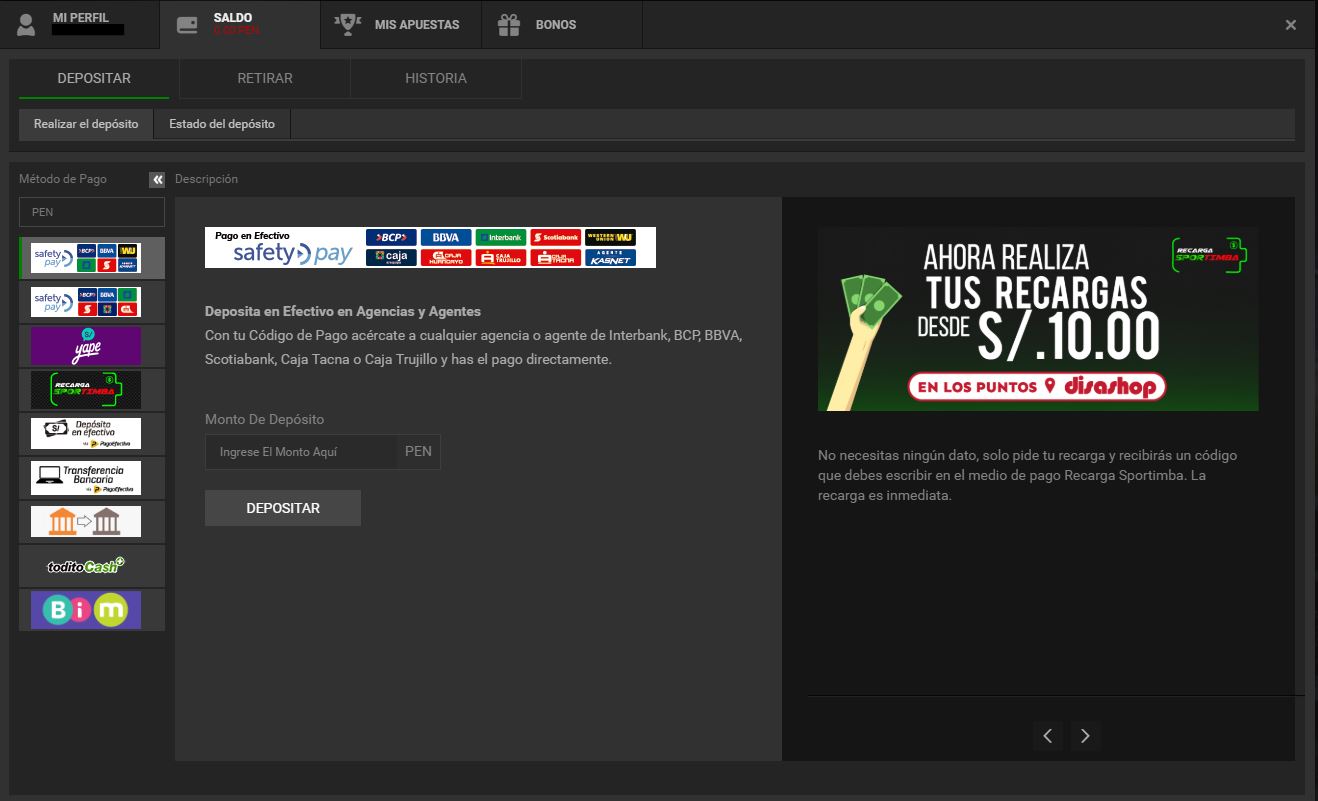 MI PERFIL
SALDO
0.00 PEN
MIS APUESTAS
BONOS
DEPOSITAR
RETIRAR
HISTORIA
Realizar el depósito
Estado del depósito
Método de Pago
Descripción
PEN
safety pay
BCP
BBVA
WU
safety pay
BCP
BBVA
S/
yape
RECARGA
SPORTIMBA
S/
Depósito
en efectivo
vía PagoEfectivo
Transferencia
Bancaria
vía PagoEfectivo
toditoCash
Bim
Pago en Efectivo
safetypay
BCP
BBVA
Interbank
Scotiabank
WESTERN UNION WU
caja
CAJA HUANCAYO
CAJA TRUJILLO
CAJA TACNA
AGENTE KASNET
Deposita en Efectivo en Agencias y Agentes
Con tu Código de Pago acércate a cualquier agencia o agente de Interbank, BCP, BBVA,
Scotiabank, Caja Tacna o Caja Trujillo y has el pago directamente.
Monto De Depósito
Ingrese El Monto Aquí
PEN
DEPOSITAR
AHORA REALIZA
TUS RECARGAS
DESDE S/.10.00
RECARGA
SPORTIMBA
EN LOS PUNTOS disashop
No necesitas ningún dato, solo pide tu recarga y recibirás un código
que debes escribir en el medio de pago Recarga Sportimba. La
recarga es inmediata.